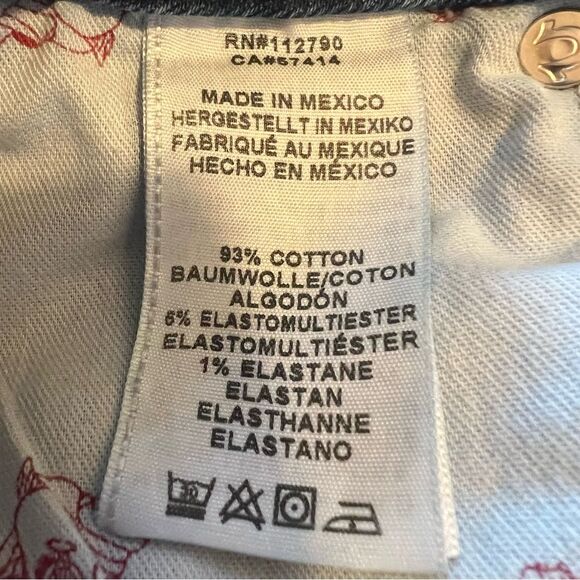 RN#112790
CA#57414
MADE IN MEXICO
HERGESTELLT IN MEXIKO
FABRIQUÉ AU MEXIQUE
HECHO EN MÉXICO
93% COTTON
BAUMWOLLE/COTON
ALGODÓN
6% ELASTOMULTIESTER
ELASTOMULTIÉSTER
1% ELASTANE
ELASTAN
ELASTHANNE
ELASTANO
30